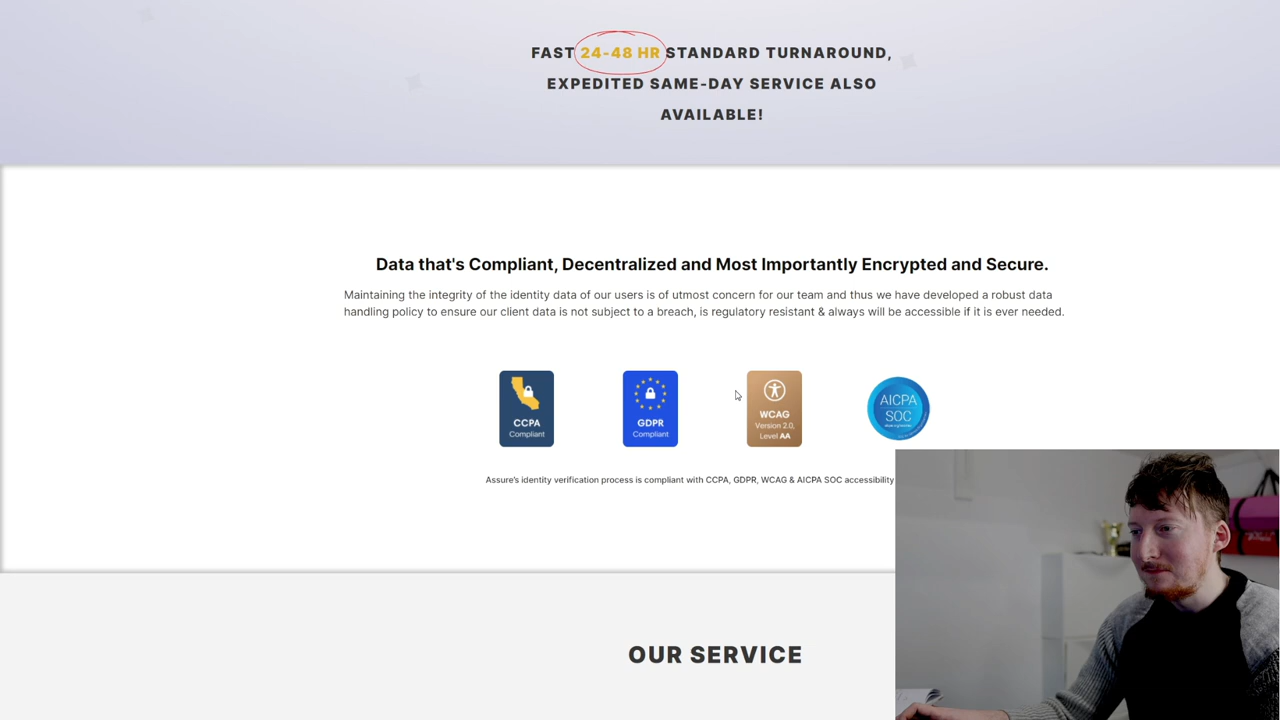 FAST 24-48 HR STANDARD TURNAROUND,
EXPEDITED SAME-DAY SERVICE ALSO
AVAILABLE!
Data that's Compliant, Decentralized and Most Importantly Encrypted and Secure.
Maintaining the integrity of the identity data of our users is of utmost concern for our team and thus we have developed a robust data
handling policy to ensure our client data is not subject to a breach, is regulatory resistant & always will be accessible if it is ever needed.
CCPA
Compliant
GDPR
Compliant
WCAG
Version 2.0,
Level AA
AICPA
SOC
Assure's identity verification process is compliant with CCPA, GDPR, WCAG & AICPA SOC accessibility
OUR SERVICE